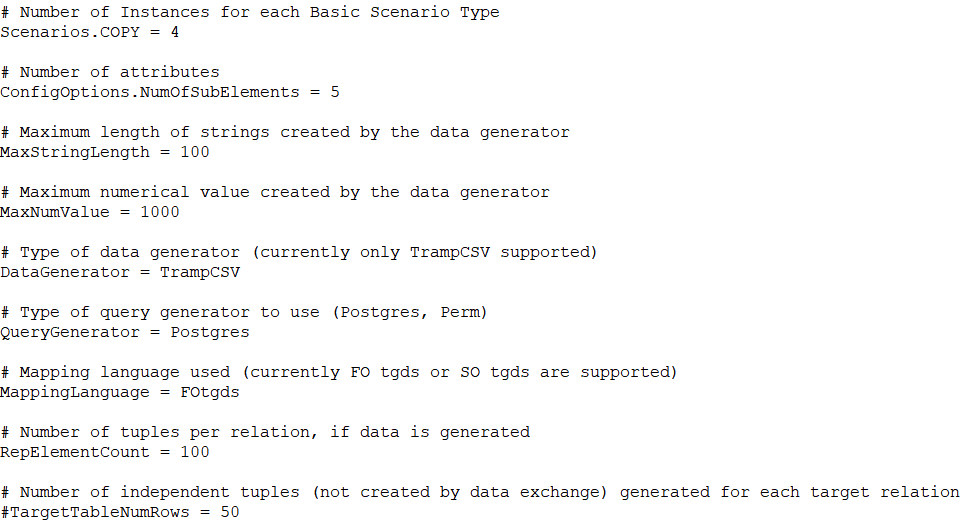 # Number of Instances for each Basic Scenario Type
Scenarios.COPY = 4
# Number of attributes
ConfigOptions.NumOfSubElements = 5
# Maximum length of strings created by the data generator
MaxStringLength = 100
# Maximum numerical value created by the data generator
MaxNumValue = 1000
# Type of data generator (currently only TrampCSV supported)
DataGenerator = TrampCSV
# Type of query generator to use (Postgres, Perm)
QueryGenerator = Postgres
# Mapping language used (currently FO tgds or SO tgds are supported)
MappingLanguage = FOtgds
# Number of tuples per relation, if data is generated
RepElementCount = 100
# Number of independent tuples (not created by data exchange) generated for each target relation
#TargetTableNumRows = 50